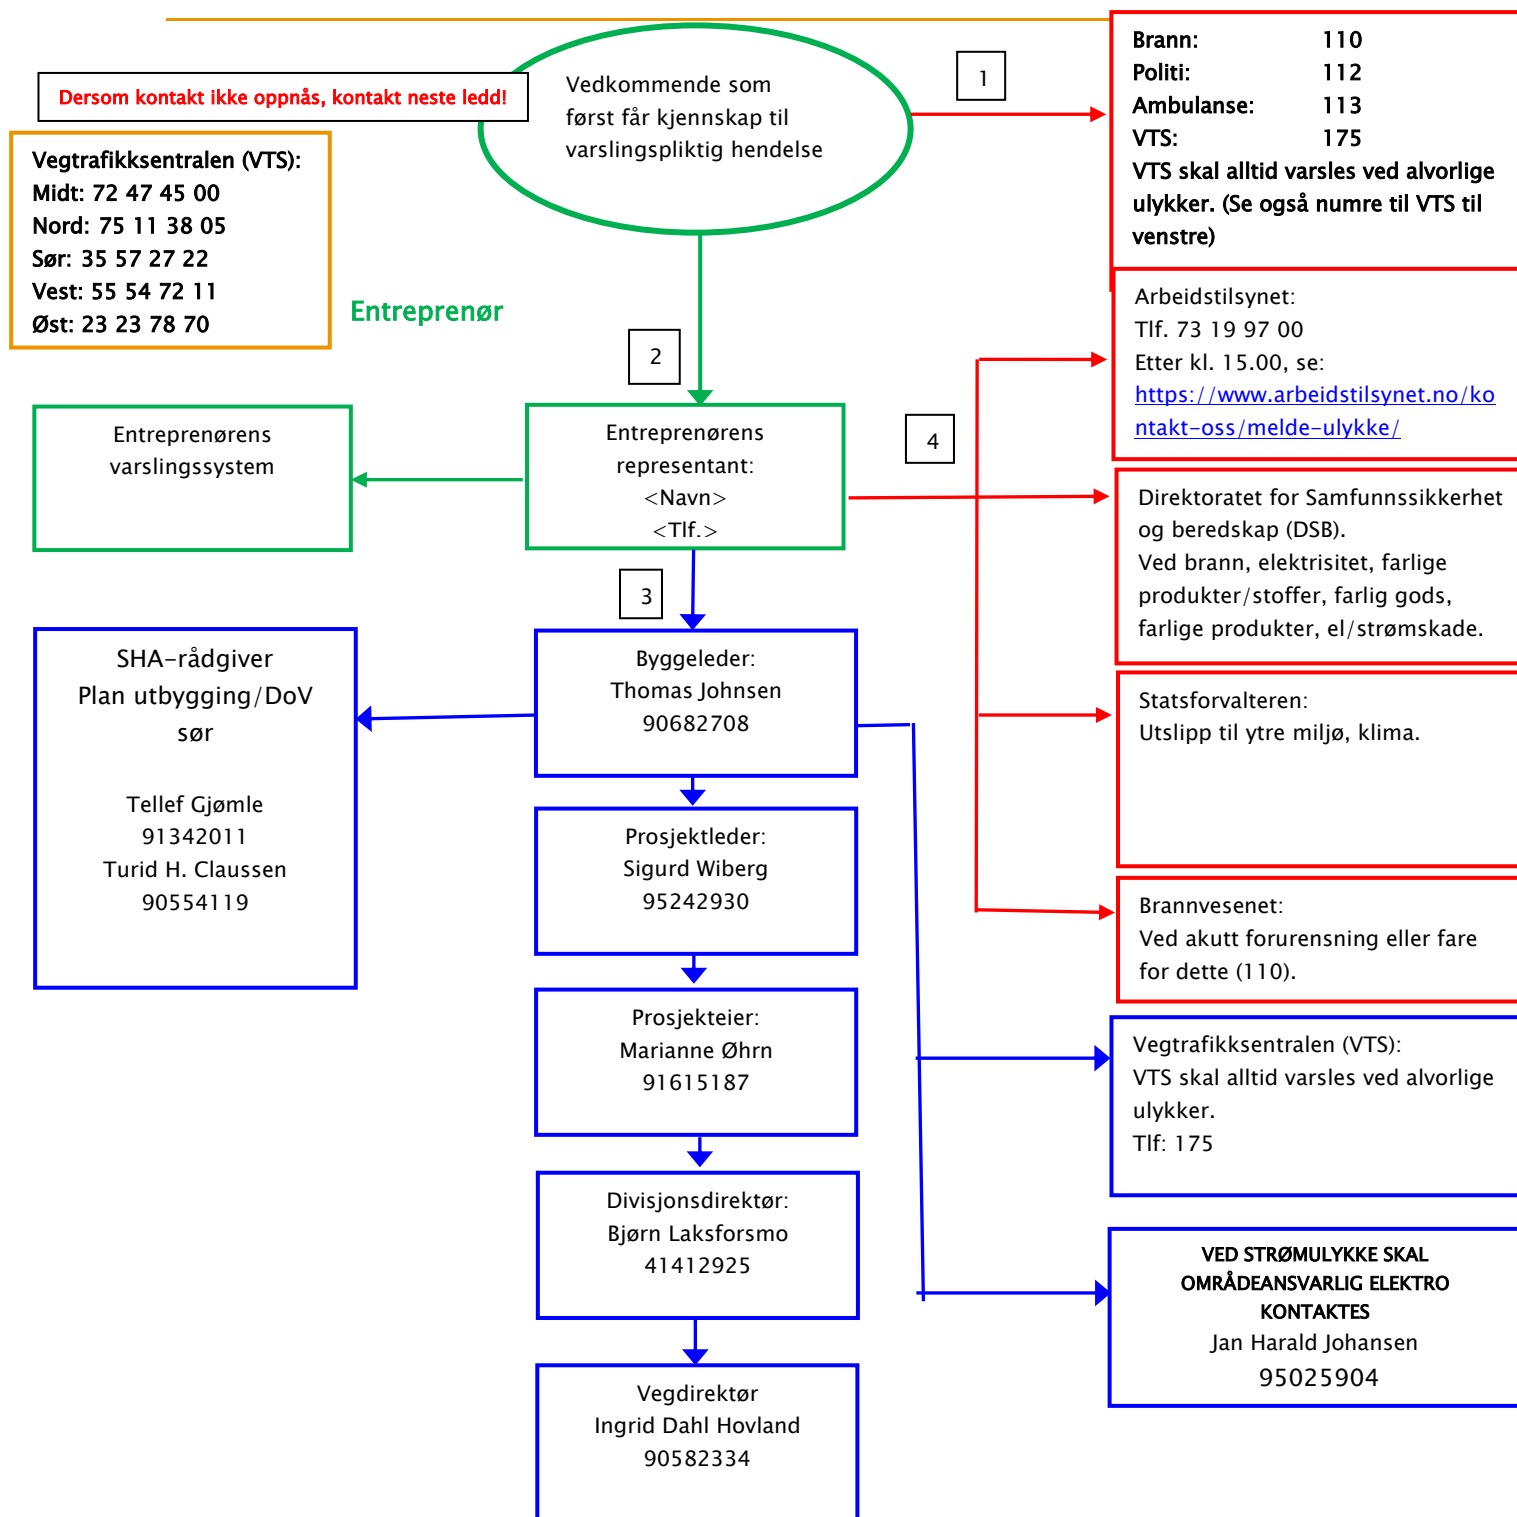 Dersom kontakt ikke oppnås, kontakt neste ledd!
Vedkommende som
først får kjennskap til
varslingspliktig hendelse
1
Brann: 110
Politi: 112
Ambulanse: 113
VTS: 175
VTS skal alltid varsles ved alvorlige
ulykker. (Se også numre til VTS til
venstre)
Vegtrafikksentralen (VTS):
Midt: 72 47 45 00
Nord: 75 11 38 05
Sør: 35 57 27 22
Vest: 55 54 72 11
Øst: 23 23 78 70
Entreprenør
2
Arbeidstilsynet:
Tlf. 73 19 97 00
Etter kl. 15.00, se:
https://www.arbeidstilsynet.no/ko
ntakt-oss/melde-ulykke/
Entreprenørens
varslingssystem
Entreprenørens
representant:
<Navn>
<Tlf.>
4
Direktoratet for Samfunnssikkerhet
og beredskap (DSB).
Ved brann, elektrisitet, farlige
produkter/stoffer, farlig gods,
farlige produkter, el/strømskade.
3
SHA-rådgiver
Plan utbygging/DoV
sør
Tellef Gjømle
91342011
Turid H. Claussen
90554119
Byggeleder:
Thomas Johnsen
90682708
Statsforvalteren:
Utslipp til ytre miljø, klima.
Prosjektleder:
Sigurd Wiberg
95242930
Brannvesenet:
Ved akutt forurensning eller fare
for dette (110).
Prosjekteier:
Marianne Øhrn
91615187
Vegtrafikksentralen (VTS):
VTS skal alltid varsles ved alvorlige
ulykker.
Tlf: 175
Divisjonsdirektør:
Bjørn Laksforsmo
41412925
VED STRØMULYKKE SKAL
OMRÅDEANSVARLIG ELEKTRO
KONTAKTES
Jan Harald Johansen
95025904
Vegdirektør
Ingrid Dahl Hovland
90582334